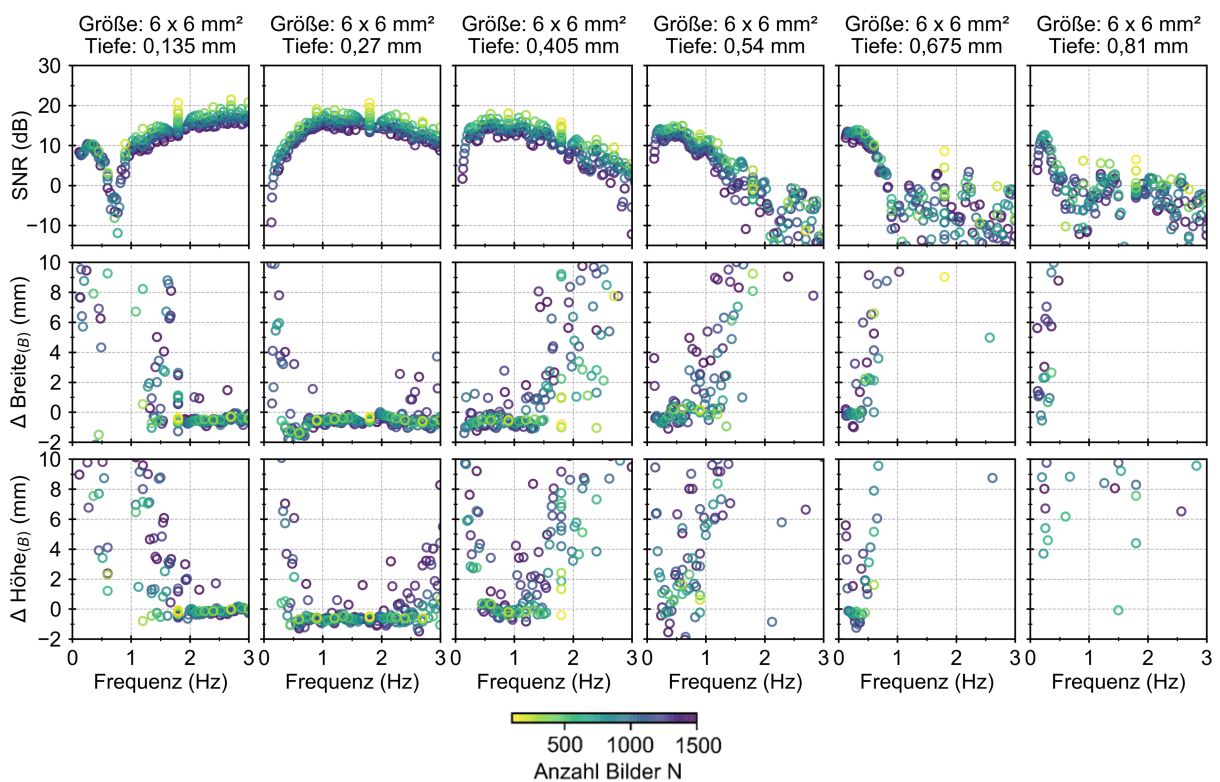 Größe: 6 x 6 mm² Größe: 6 x 6 mm² Größe: 6 x 6 mm² Größe: 6 x 6 mm² Größe: 6 x 6 mm² Größe: 6 x 6 mm²
Tiefe: 0,135 mm Tiefe: 0,27 mm Tiefe: 0,405 mm Tiefe: 0,54 mm Tiefe: 0,675 mm Tiefe: 0,81 mm
SNR (dB)
30
20
10
0
−10
Δ Breite(B) (mm)
10
8
6
4
2
0
−2
Δ Höhe(B) (mm)
10
8
6
4
2
0
−2
0 1 2 3 0 1 2 3 0 1 2 3 0 1 2 3 0 1 2 3 0 1 2 3
Frequenz (Hz) Frequenz (Hz) Frequenz (Hz) Frequenz (Hz) Frequenz (Hz) Frequenz (Hz)
500 1000 1500
Anzahl Bilder N